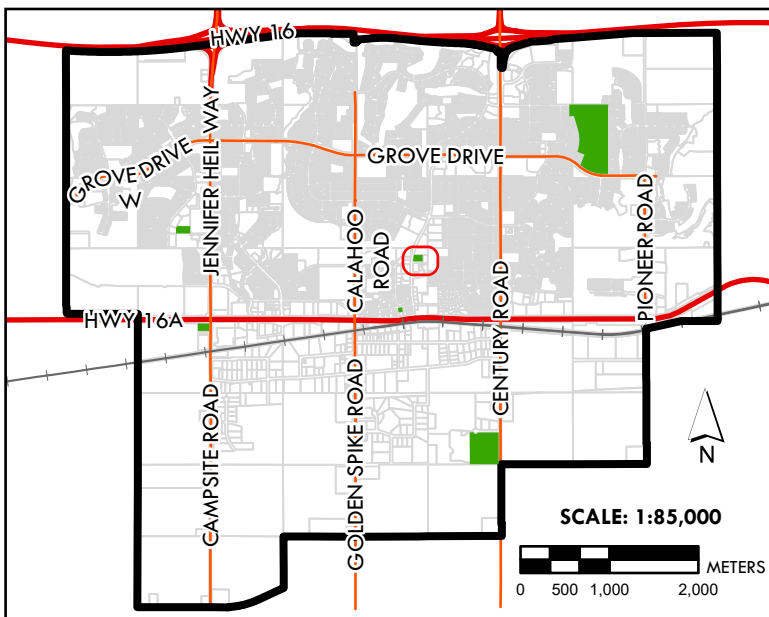 HWY 16
GROVE DRIVE
W
JENNIFER HEIL WAY
GROVE DRIVE
CALAHOO
ROAD
PIONEER ROAD
CENTURY ROAD
HWY 16A
CAMPSITE ROAD
GOLDEN SPIKE ROAD
N
SCALE: 1:85,000
METERS
0 500 1,000 2,000